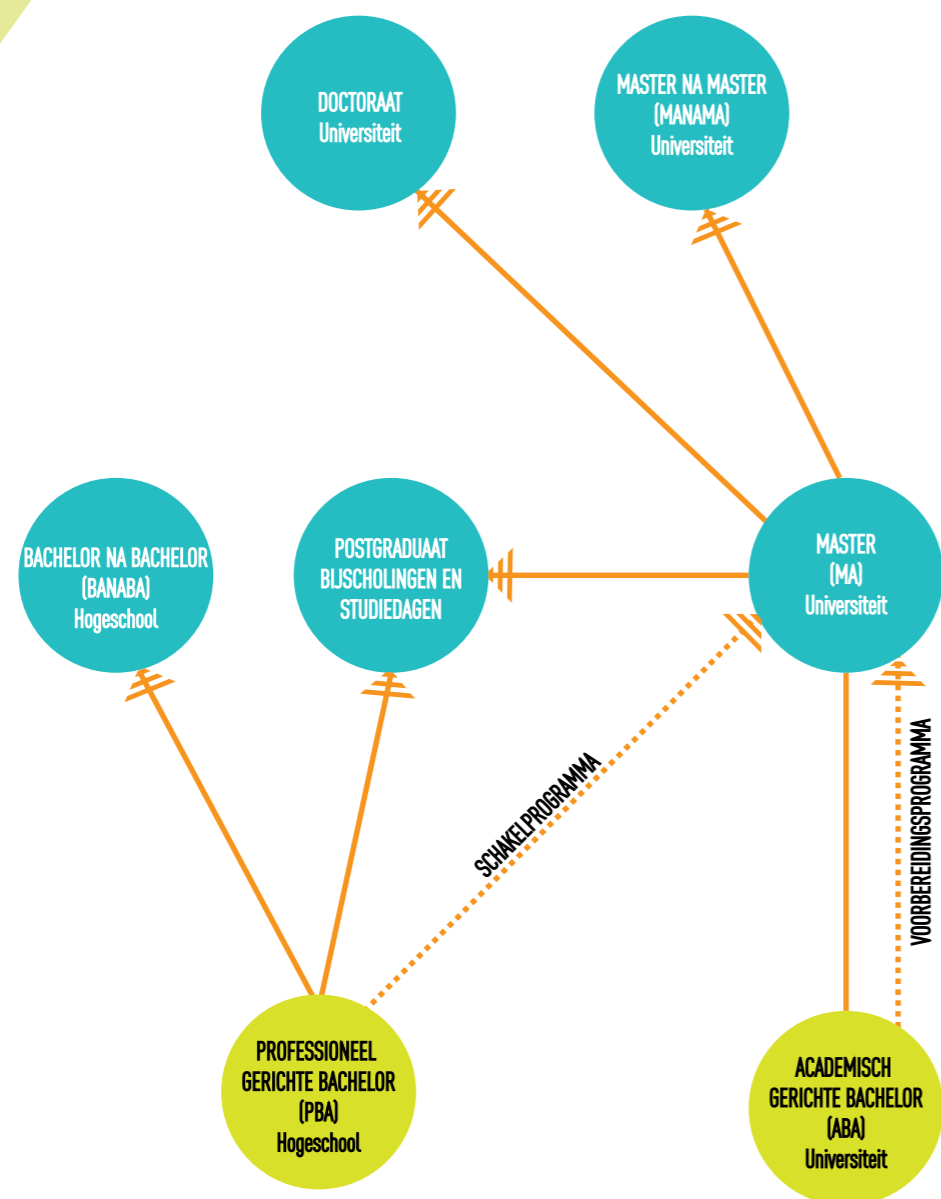 DOCTORAAT
Universiteit
MASTER NA MASTER
(MANAMA)
Universiteit
BACHELOR NA BACHELOR
(BANABA)
Hogeschool
POSTGRADUAAT
BIJSCHOLINGEN EN
STUDIEDAGEN
MASTER
(MA)
Universiteit
SCHAKELPROGRAMMA
VOORBEREIDINGSPROGRAMMA
PROFESSIONEEL
GERICHTE BACHELOR
(PBA)
Hogeschool
ACADEMISCH
GERICHTE BACHELOR
(ABA)
Universiteit